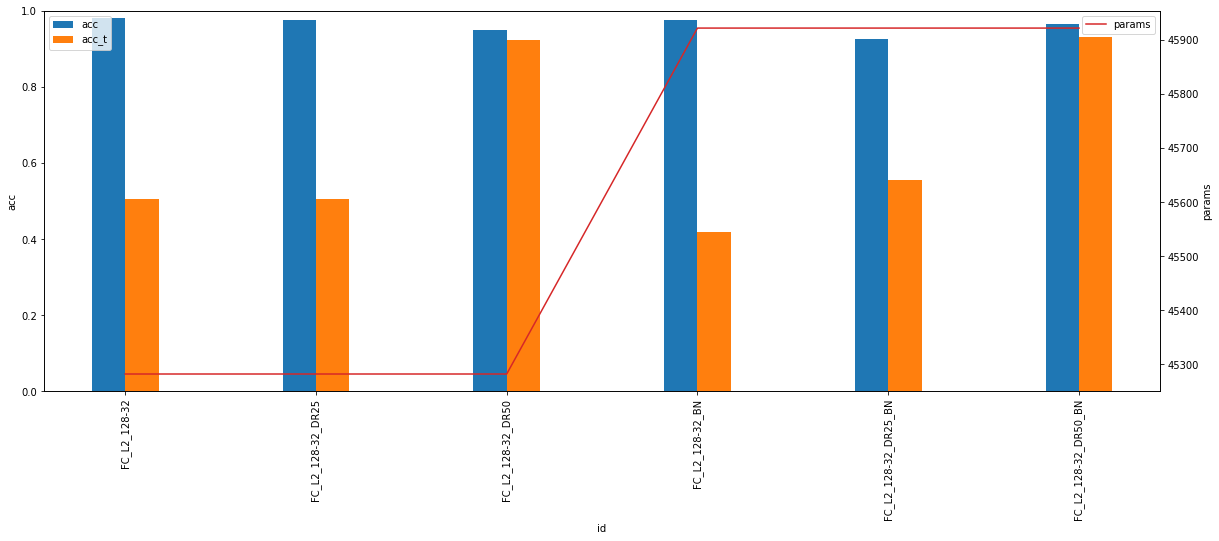 acc
acc_t
params
1.0
0.8
0.6
0.4
0.2
0.0
acc
45900
45800
45700
45600
45500
45400
45300
params
FC_L2_128-32
FC_L2_128-32_DR25
FC_L2_128-32_DR50
FC_L2_128-32_BN
FC_L2_128-32_DR25_BN
FC_L2_128-32_DR50_BN
id